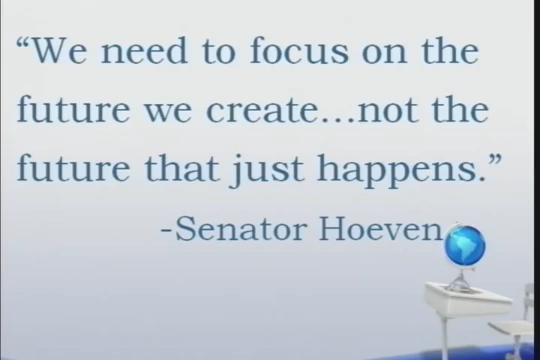 “We need to focus on the
future we create...not the
future that just happens.”
-Senator Hoeven